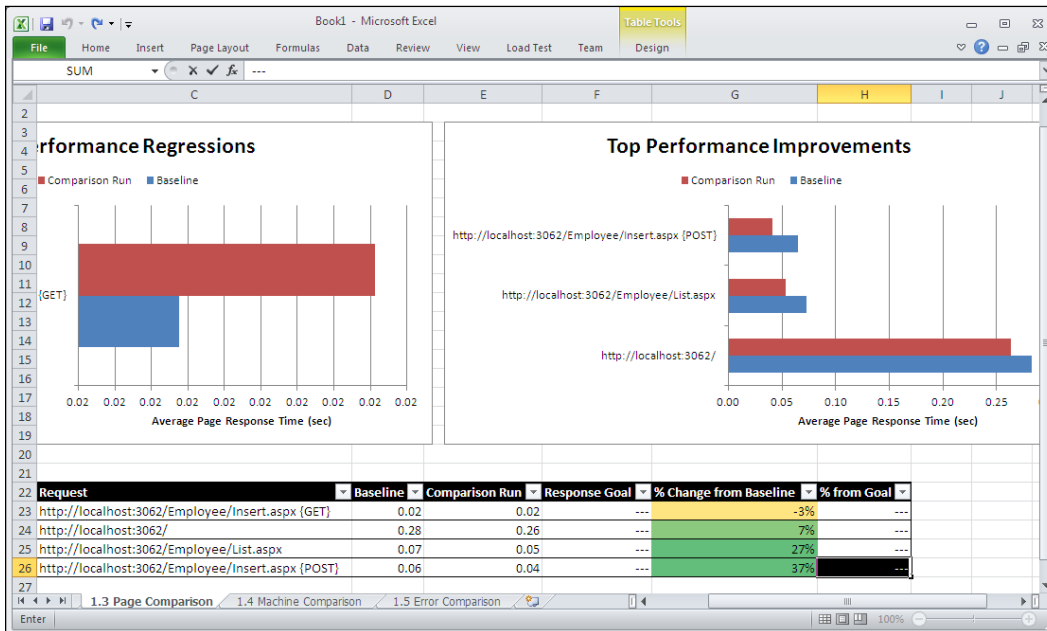 Book1 - Microsoft Excel
Table Tools
File Home Insert Page Layout Formulas Data Review View Load Test Team Design
SUM fx ---
C D E F G H I J
2
3
4
5
6
7
8
9
10
11
12
13
14
15
16
17
18
19
20
21
22
23
24
25
26
27
rformance Regressions
Comparison Run Baseline
{GET}
0.02 0.02 0.02 0.02 0.02 0.02 0.02 0.02 0.02 0.02
Average Page Response Time (sec)
Top Performance Improvements
Comparison Run Baseline
http://localhost:3062/Employee/Insert.aspx {POST}
http://localhost:3062/Employee/List.aspx
http://localhost:3062/
0.00 0.05 0.10 0.15 0.20 0.25
Average Page Response Time (sec)
Request Baseline Comparison Run Response Goal % Change from Baseline % from Goal
http://localhost:3062/Employee/Insert.aspx {GET} 0.02 0.02 --- -3% ---
http://localhost:3062/ 0.28 0.26 --- 7% ---
http://localhost:3062/Employee/List.aspx 0.07 0.05 --- 27% ---
http://localhost:3062/Employee/Insert.aspx {POST} 0.06 0.04 --- 37% ---
1.3 Page Comparison 1.4 Machine Comparison 1.5 Error Comparison
Enter 100%